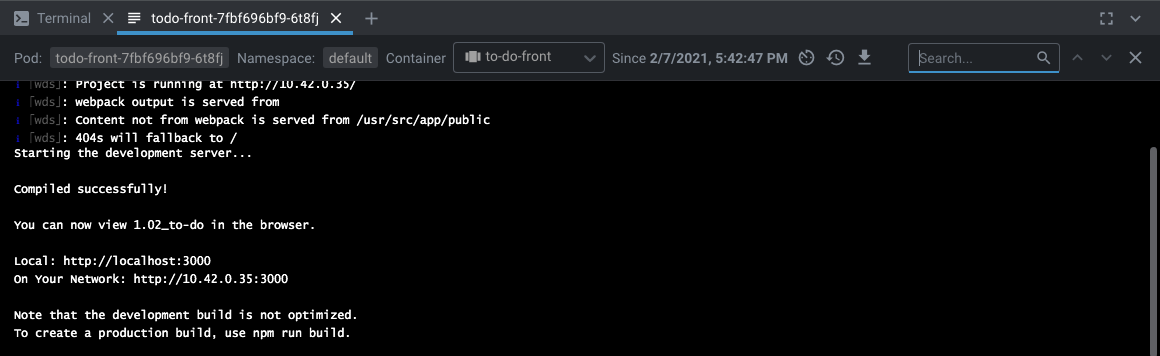 Terminal
todo-front-7fbf696bf9-6t8fj
Pod: todo-front-7fbf696bf9-6t8fj Namespace: default Container to-do-front Since 2/7/2021, 5:42:47 PM Search...
i ｢wds｣: Project is running at http://10.42.0.35/
i ｢wds｣: webpack output is served from
i ｢wds｣: Content not from webpack is served from /usr/src/app/public
i ｢wds｣: 404s will fallback to /
Starting the development server...
Compiled successfully!
You can now view 1.02_to-do in the browser.
Local: http://localhost:3000
On Your Network: http://10.42.0.35:3000
Note that the development build is not optimized.
To create a production build, use npm run build.